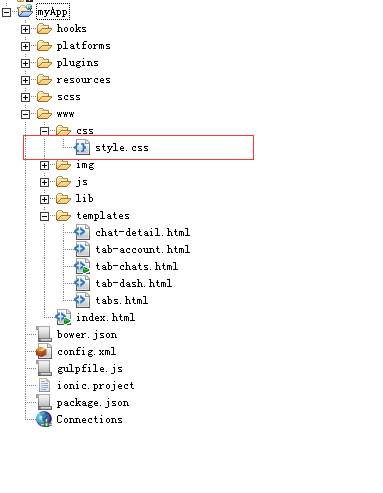 myApp
hooks
platforms
plugins
resources
scss
www
css
style.css
img
js
lib
templates
chat-detail.html
tab-account.html
tab-chats.html
tab-dash.html
tabs.html
index.html
bower.json
config.xml
gulpfile.js
ionic.project
package.json
Connections